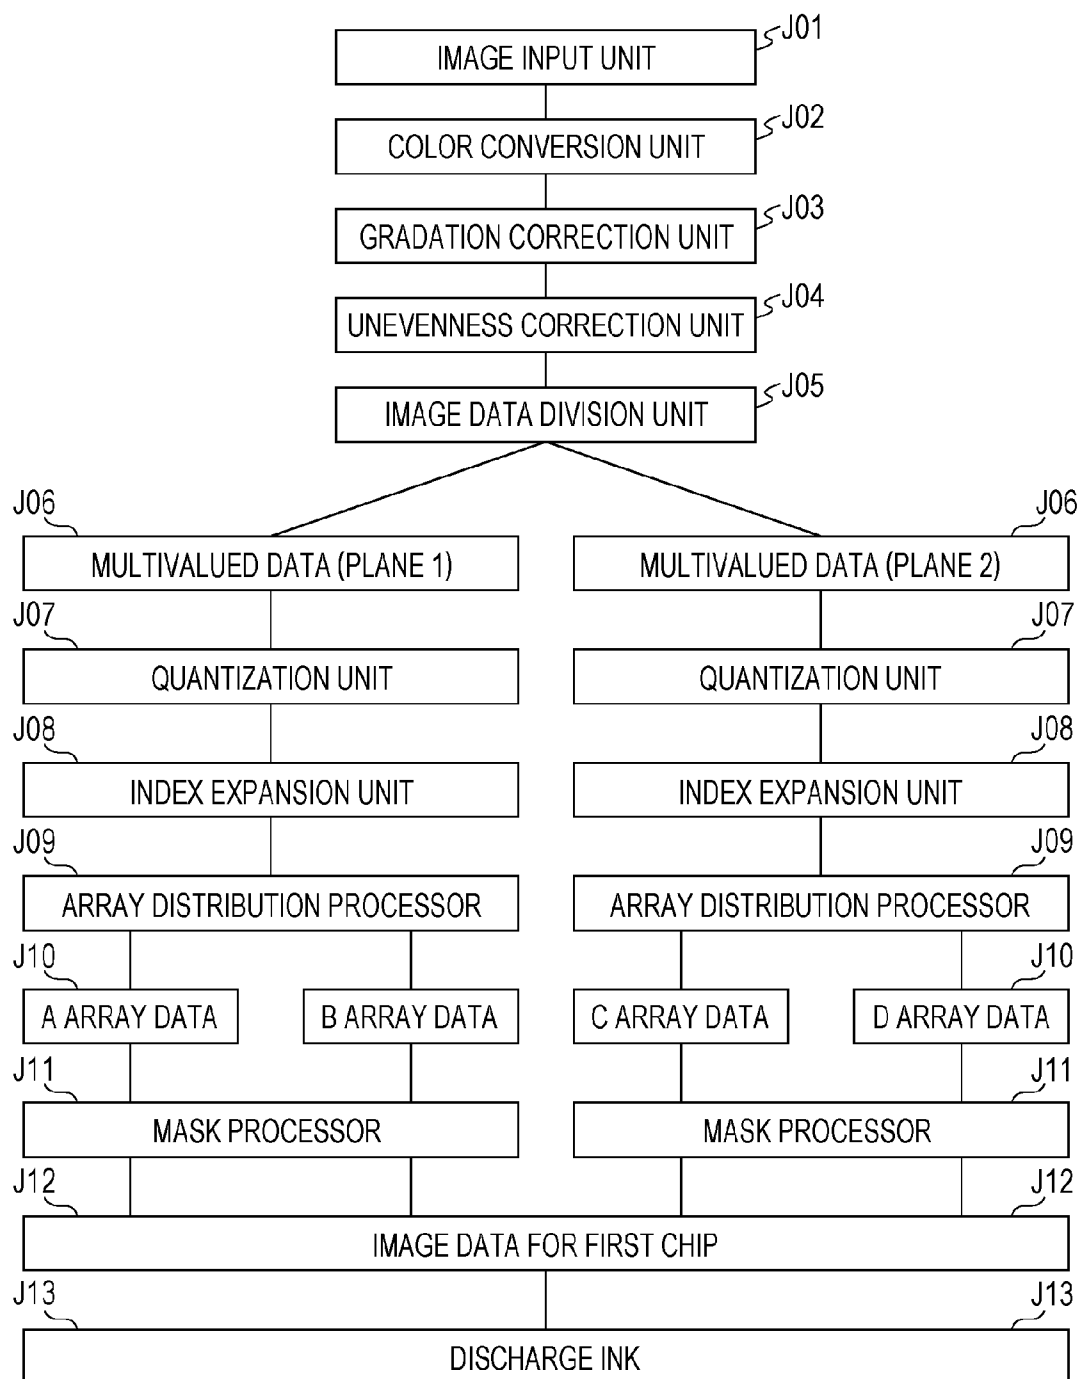 J01
IMAGE INPUT UNIT
J02
COLOR CONVERSION UNIT
J03
GRADATION CORRECTION UNIT
J04
UNEVENNESS CORRECTION UNIT
J05
IMAGE DATA DIVISION UNIT
J06 J06
MULTIVALUED DATA (PLANE 1) MULTIVALUED DATA (PLANE 2)
J07 J07
QUANTIZATION UNIT QUANTIZATION UNIT
J08 J08
INDEX EXPANSION UNIT INDEX EXPANSION UNIT
J09 J09
ARRAY DISTRIBUTION PROCESSOR ARRAY DISTRIBUTION PROCESSOR
J10 J10
A ARRAY DATA B ARRAY DATA C ARRAY DATA D ARRAY DATA
J11 J11
MASK PROCESSOR MASK PROCESSOR
J12 J12
IMAGE DATA FOR FIRST CHIP
J13 J13
DISCHARGE INK